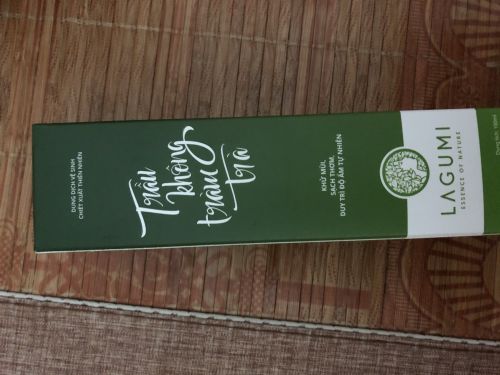 DUNG DỊCH VỆ SINH
CHIẾT XUẤT THIÊN NHIÊN
Trầu
không
tràm
trà
KHỬ MÙI,
SẠCH THƠM,
DUY TRÌ ĐỘ ẨM TỰ NHIÊN
LAGUMI
ESSENCE OF NATURE